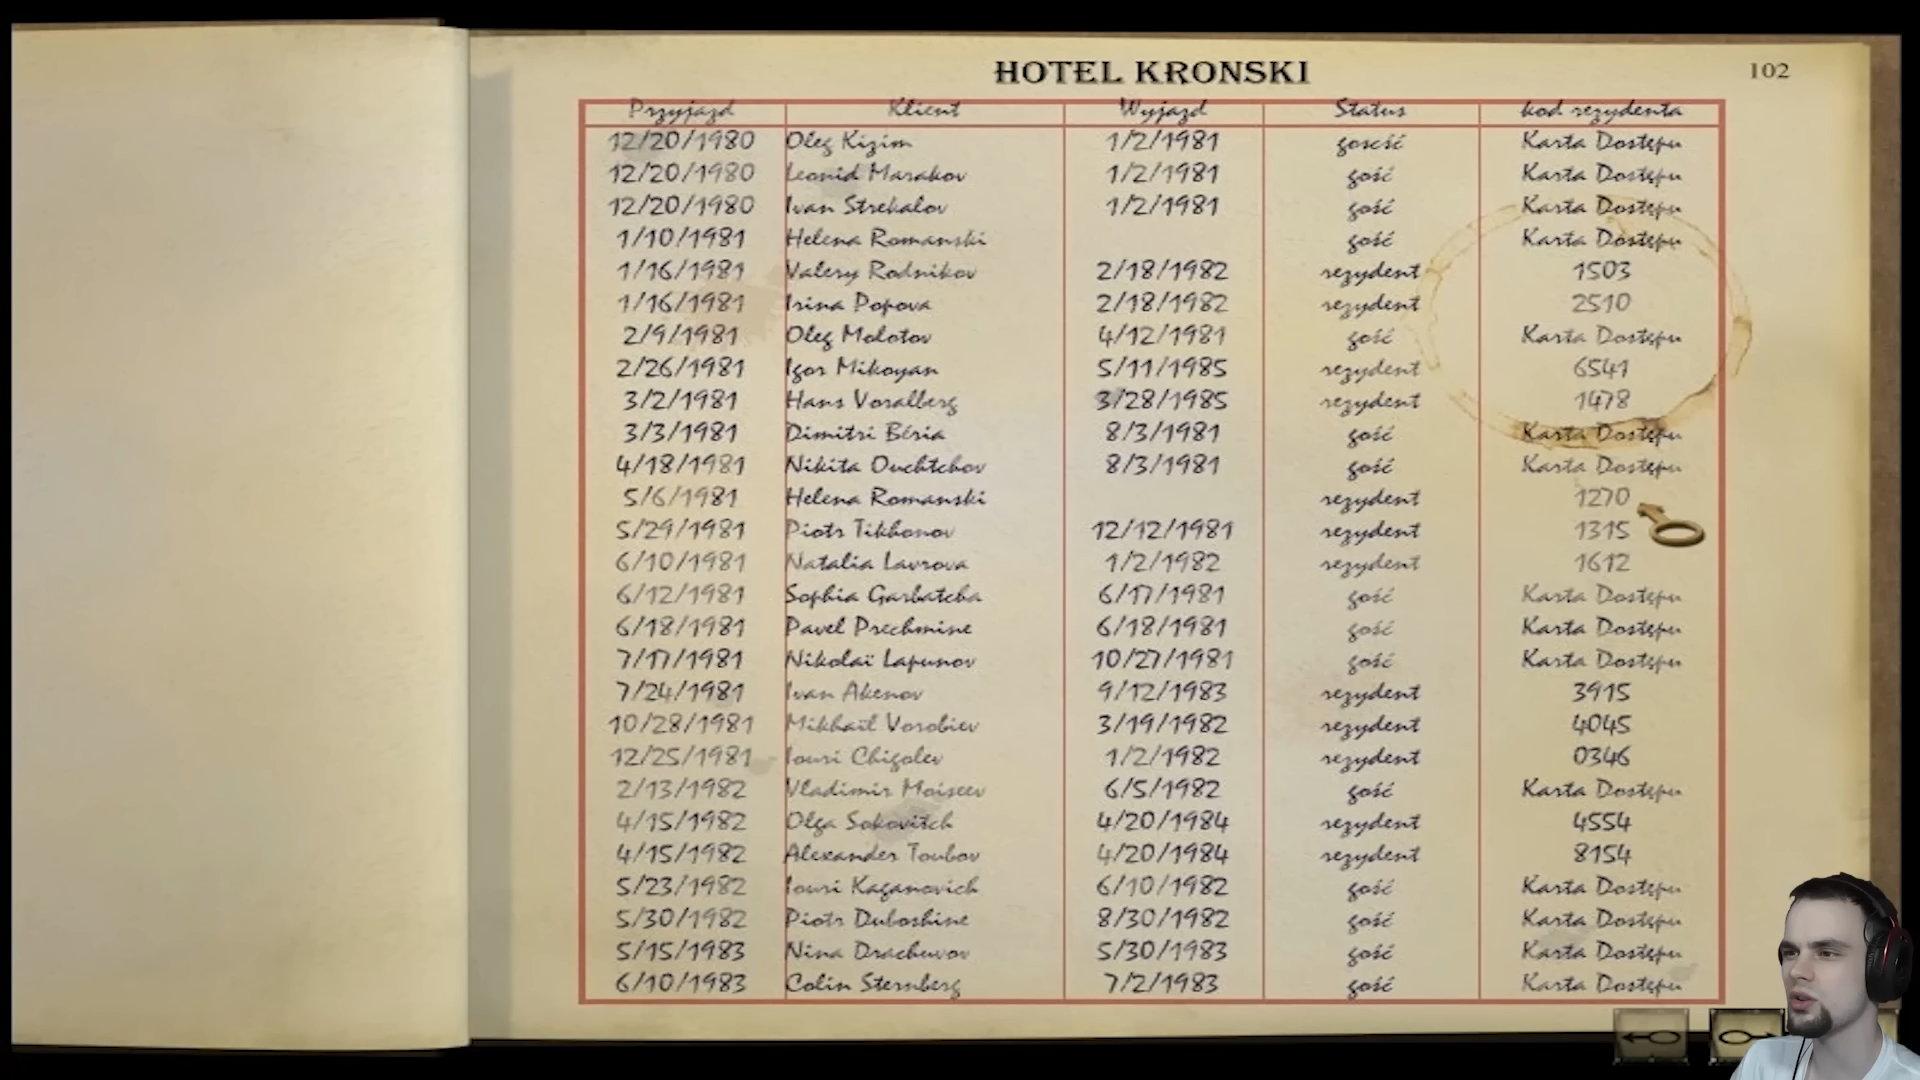 HOTEL KRONSKI
102
Przyjazd Klient Wyjazd Status kod rezydenta
12/20/1980 Oleg Kizim 1/2/1981 goscść Karta Dostępu
12/20/1980 Leonid Marakov 1/2/1981 gość Karta Dostępu
12/20/1980 Ivan Strekalov 1/2/1981 gość Karta Dostępu
1/10/1981 Helena Romanski gość Karta Dostępu
1/16/1981 Valery Rodnikov 2/18/1982 rezydent 1503
1/16/1981 Irina Popova 2/18/1982 rezydent 2510
2/9/1981 Oleg Molotov 4/12/1981 gość Karta Dostępu
2/26/1981 Igor Mikoyan 5/11/1985 rezydent 6541
3/2/1981 Hans Voralberg 3/28/1985 rezydent 1478
3/3/1981 Dimitri Béria 8/3/1981 gość Karta Dostępu
4/18/1981 Nikita Ouchtchov 8/3/1981 gość Karta Dostępu
5/6/1981 Helena Romanski rezydent 1270
5/29/1981 Piotr Tikhonov 12/12/1981 rezydent 1315
6/10/1981 Natalia Lavrova 1/2/1982 rezydent 1612
6/12/1981 Sophia Garbatcha 6/17/1981 gość Karta Dostępu
6/18/1981 Pavel Prechmine 6/18/1981 gość Karta Dostępu
7/17/1981 Nikolaï Lapunov 10/27/1981 gość Karta Dostępu
7/24/1981 Ivan Akenov 9/12/1983 rezydent 3915
10/28/1981 Mikhaïl Vorobiev 3/19/1982 rezydent 4045
12/25/1981 Iouri Chigolev 1/2/1982 rezydent 0346
2/13/1982 Vladimir Moiseev 6/5/1982 gość Karta Dostępu
4/15/1982 Olga Sokovitch 4/20/1984 rezydent 4554
4/15/1982 Alexander Toubov 4/20/1984 rezydent 8154
5/23/1982 Iouri Kaganovich 6/10/1982 gość Karta Dostępu
5/30/1982 Piotr Duboshine 8/30/1982 gość Karta Dostępu
5/15/1983 Nina Drachuvov 5/30/1983 gość Karta Dostępu
6/10/1983 Colin Sternberg 7/2/1983 gość Karta Dostępu